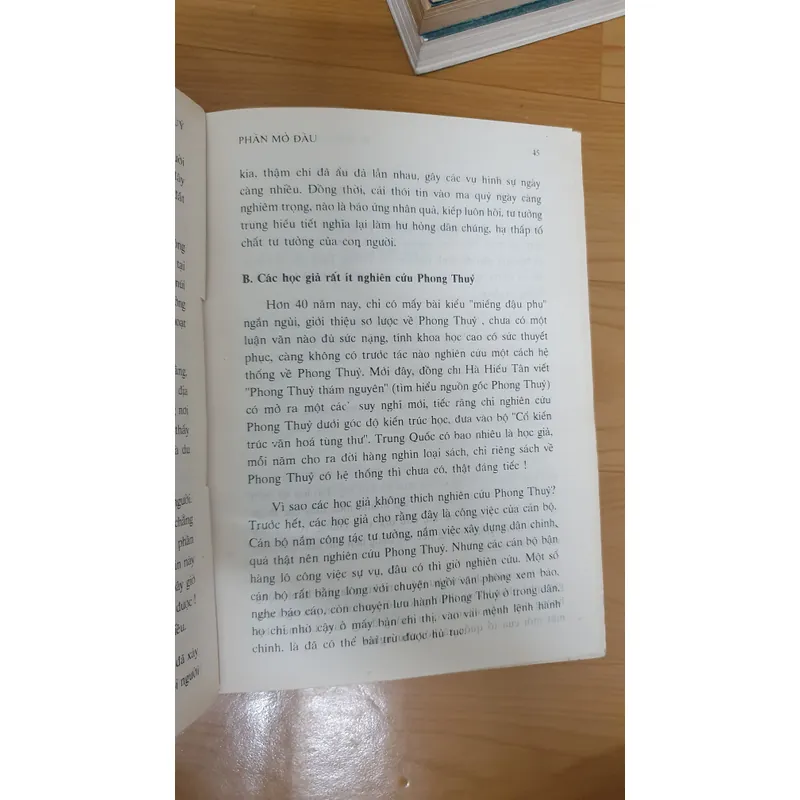 PHẦN MỞ ĐẦU
45
kia, thậm chí đá ẩu đả lẫn nhau, gây các vụ hình sự ngày
càng nhiều. Đồng thời, cái thói tin vào ma quỷ ngày càng
nghiêm trọng, nào là báo ứng nhân quả, kiếp luôn hồi, tư tưởng
trung hiếu tiết nghĩa lại làm hư hỏng dân chúng, hạ thấp tố
chất tư tưởng của con người.
B. Các học giả rất ít nghiên cứu Phong Thuỷ
Hơn 40 năm nay, chỉ có mấy bài kiểu "miếng đậu phụ"
ngắn ngủi, giới thiệu sơ lược về Phong Thuỷ , chưa có một
luận văn nào đủ sức nặng, tính khoa học cao có sức thuyết
phục, càng không có trước tác nào nghiên cứu một cách hệ
thống về Phong Thuỷ. Mới đây, đồng chí Hà Hiểu Tân viết
"Phong Thuỷ thám nguyên" (tìm hiểu nguồn gốc Phong Thuỷ)
có mở ra một các' suy nghĩ mới, tiếc rằng chỉ nghiên cứu
Phong Thuỷ dưới góc độ kiến trúc học, đưa vào bộ "Cổ kiến
trúc văn hoá tùng thư". Trung Quốc có bao nhiêu là học giả,
mỗi năm cho ra đời hàng nghìn loại sách, chỉ riêng sách về
Phong Thuỷ có hệ thống thì chưa có, thật đáng tiếc !
Vì sao các học giả không thích nghiên cứu Phong Thuỷ?
Trước hết, các học giả cho rằng đây là công việc của cán bộ.
Cán bộ nắm công tác tư tưởng, nắm việc xây dựng dân chính,
quả thật nên nghiên cứu Phong Thuỷ. Nhưng các cán bộ bận
hàng lô công việc sự vụ, đâu có thì giờ nghiên cứu. Một số
cán bộ rất bằng lòng với chuyện ngồi văn phòng xem báo,
nghe báo cáo, còn chuyện lưu hành Phong Thuỷ ở trong dân,
họ chỉ nhờ cậy ở mấy bản chỉ thị, vào vài mệnh lệnh hành
chính, là đã có thể bài trừ được hủ tục